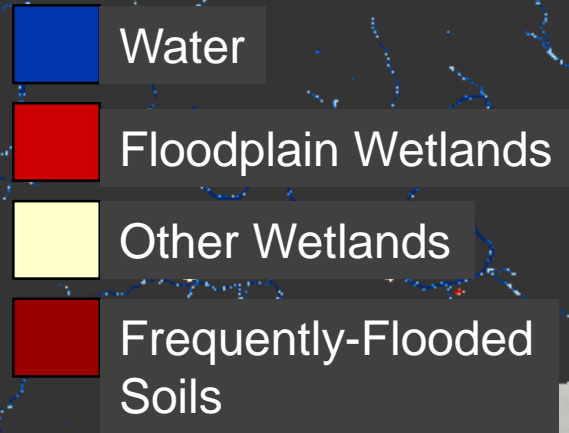 Water
Floodplain Wetlands
Other Wetlands
Frequently-Flooded
Soils